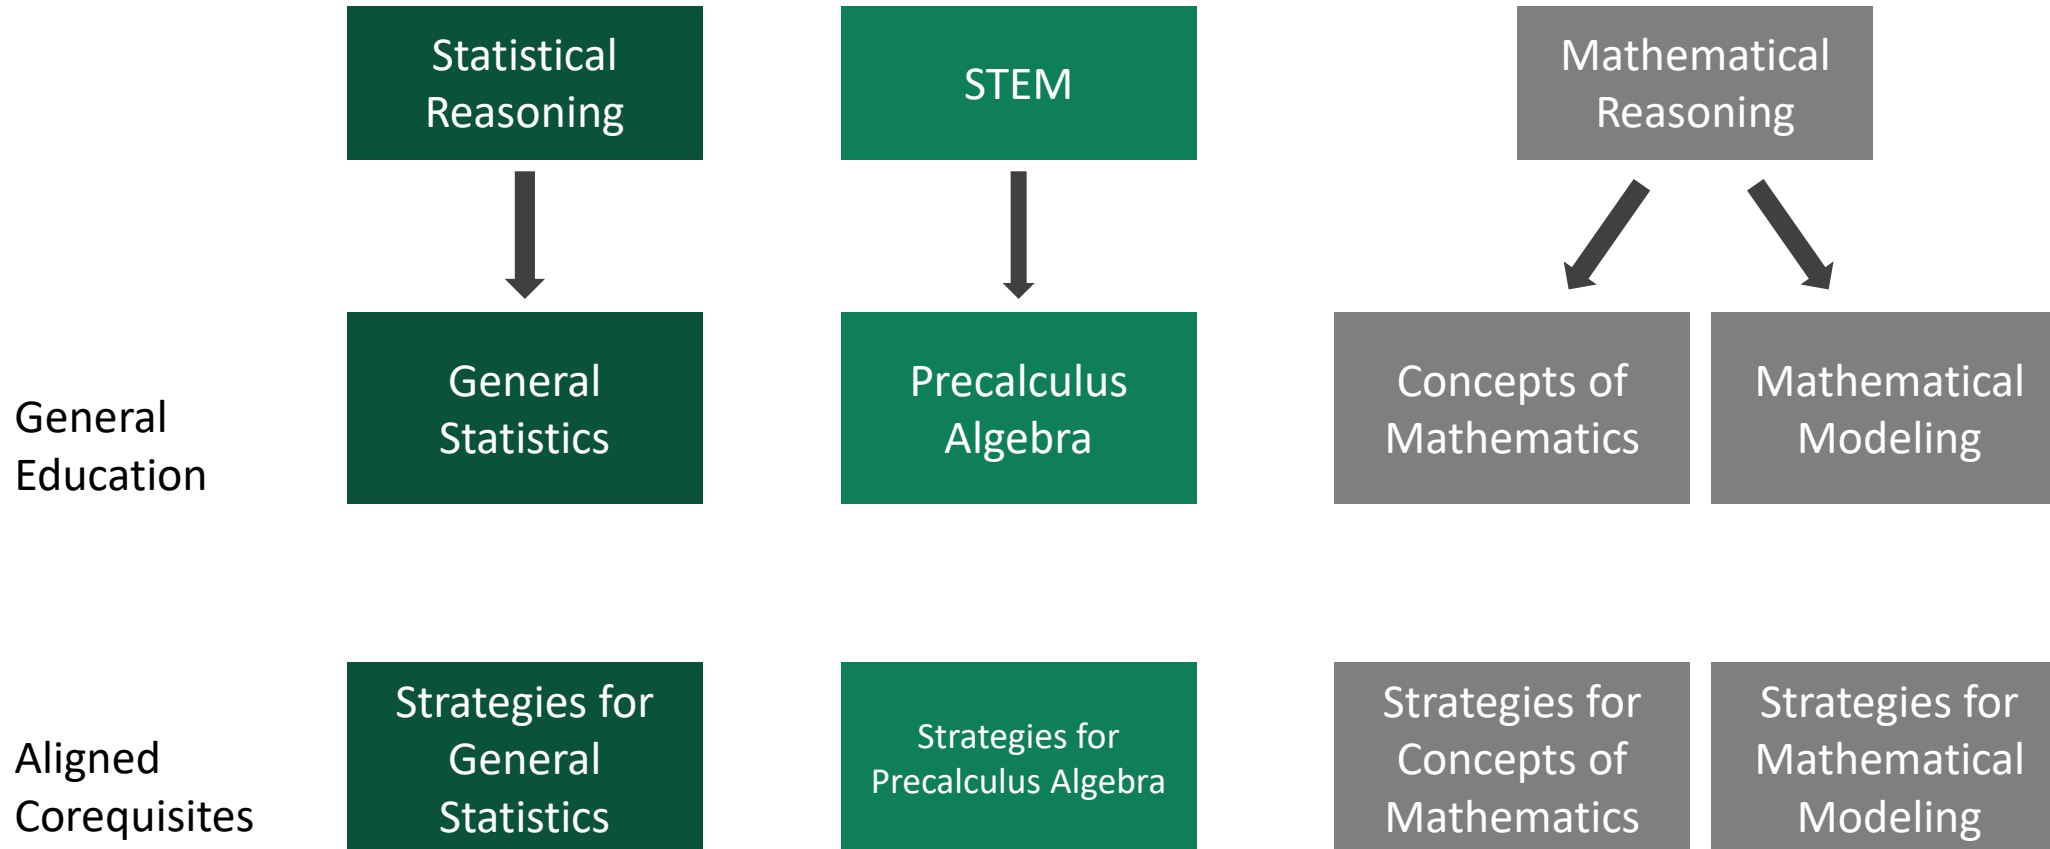 Statistical
Reasoning
STEM
Mathematical
Reasoning
General
Education
General
Statistics
Precalculus
Algebra
Concepts of
Mathematics
Mathematical
Modeling
Aligned
Corequisites
Strategies for
General
Statistics
Strategies for
Precalculus Algebra
Strategies for
Concepts of
Mathematics
Strategies for
Mathematical
Modeling